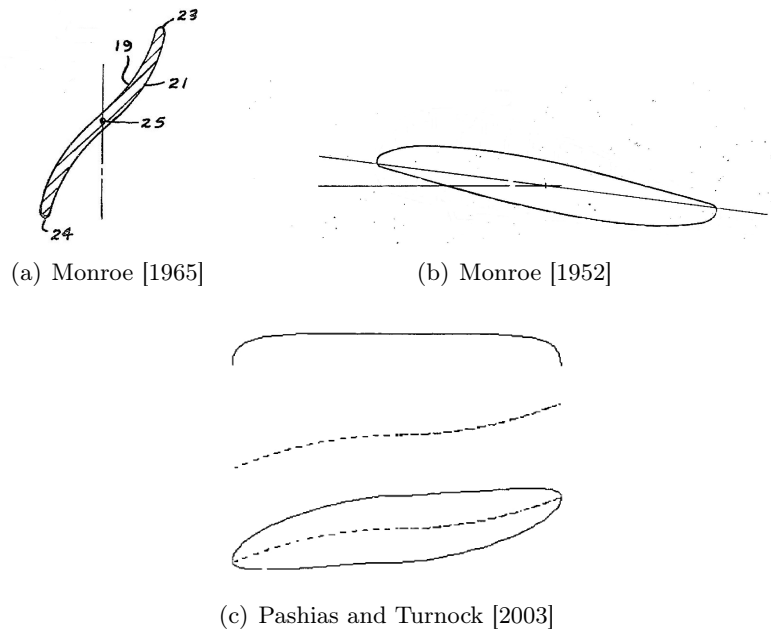 23
19
21
25
24
(a) Monroe [1965]
(b) Monroe [1952]
(c) Pashias and Turnock [2003]